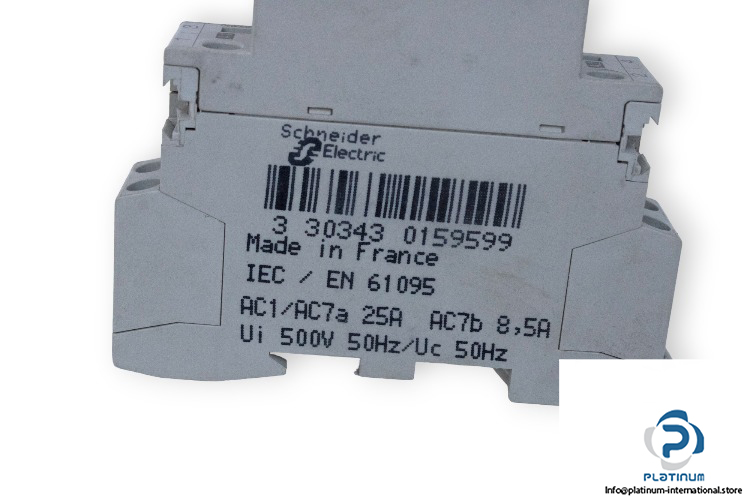 Schneider
Electric
3 30343 0159599
Made in France
IEC / EN 61095
AC1/AC7a 25A AC7b 8,5A
Ui 500V 50Hz/Uc 50Hz
PLATINUM
Info@platinum-international.store